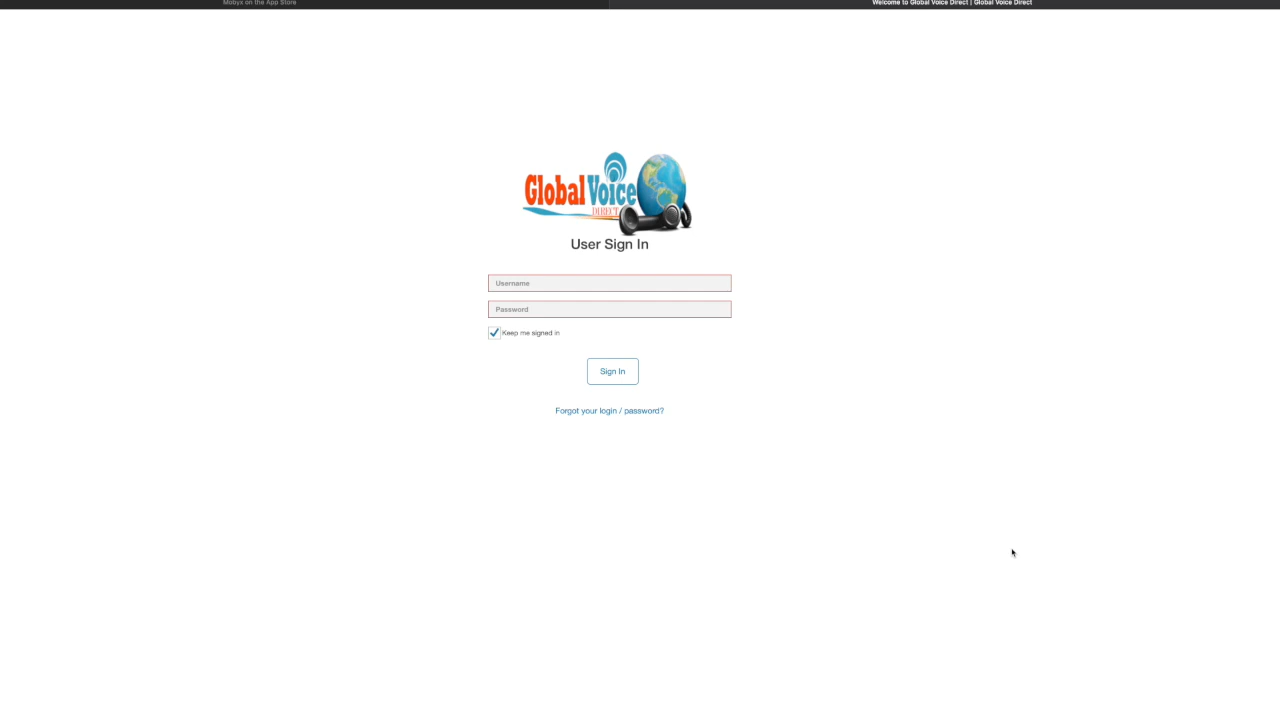 Mobyx on the App Store
Welcome to Global Voice Direct | Global Voice Direct
Global Voice
DIRECT
User Sign In
Username
Password
Keep me signed in
Sign In
Forgot your login / password?